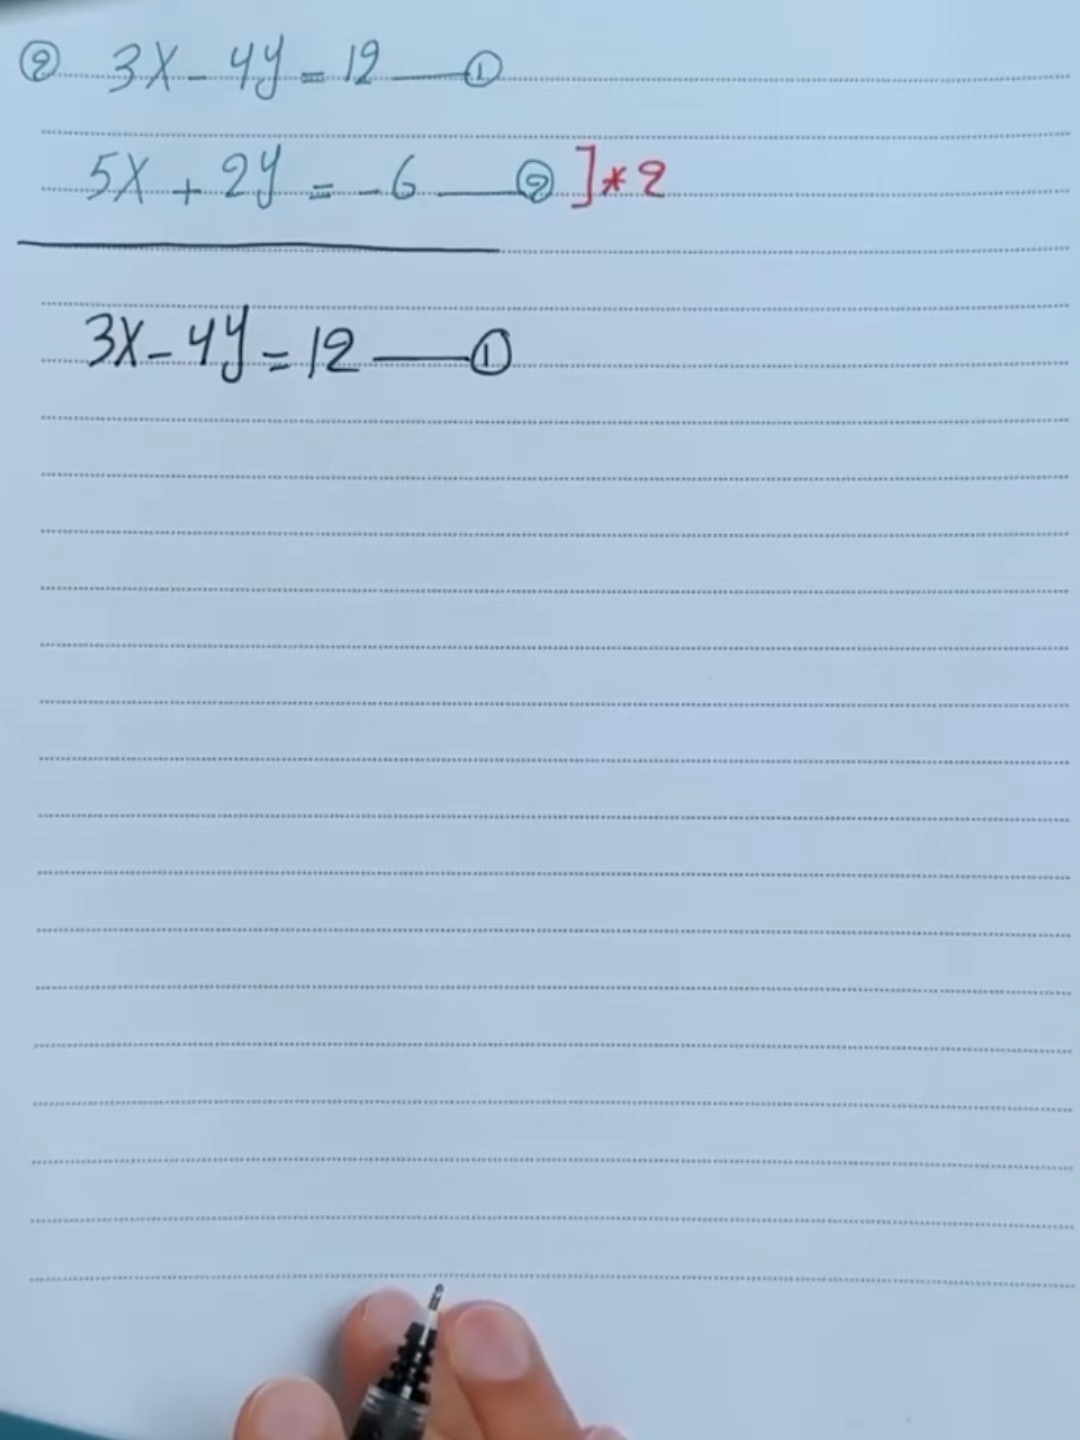 ② 3X - 4Y = 12 —— ①
5X + 2Y = -6 —— ② ] * 2
3X - 4Y = 12 —— ①